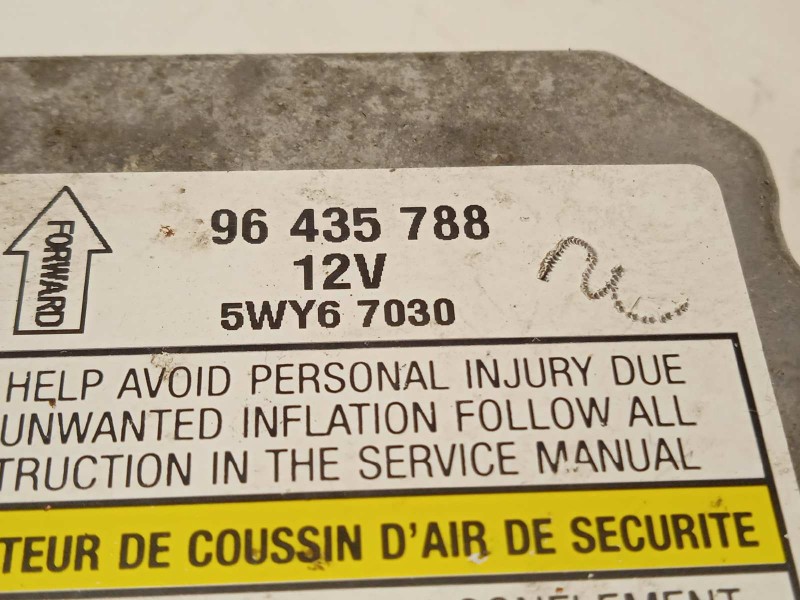 FORWARD
96 435 788
12V
5WY6 7030
HELP AVOID PERSONAL INJURY DUE
UNWANTED INFLATION FOLLOW ALL
TRUCTION IN THE SERVICE MANUAL
TEUR DE COUSSIN D'AIR DE SECURITE